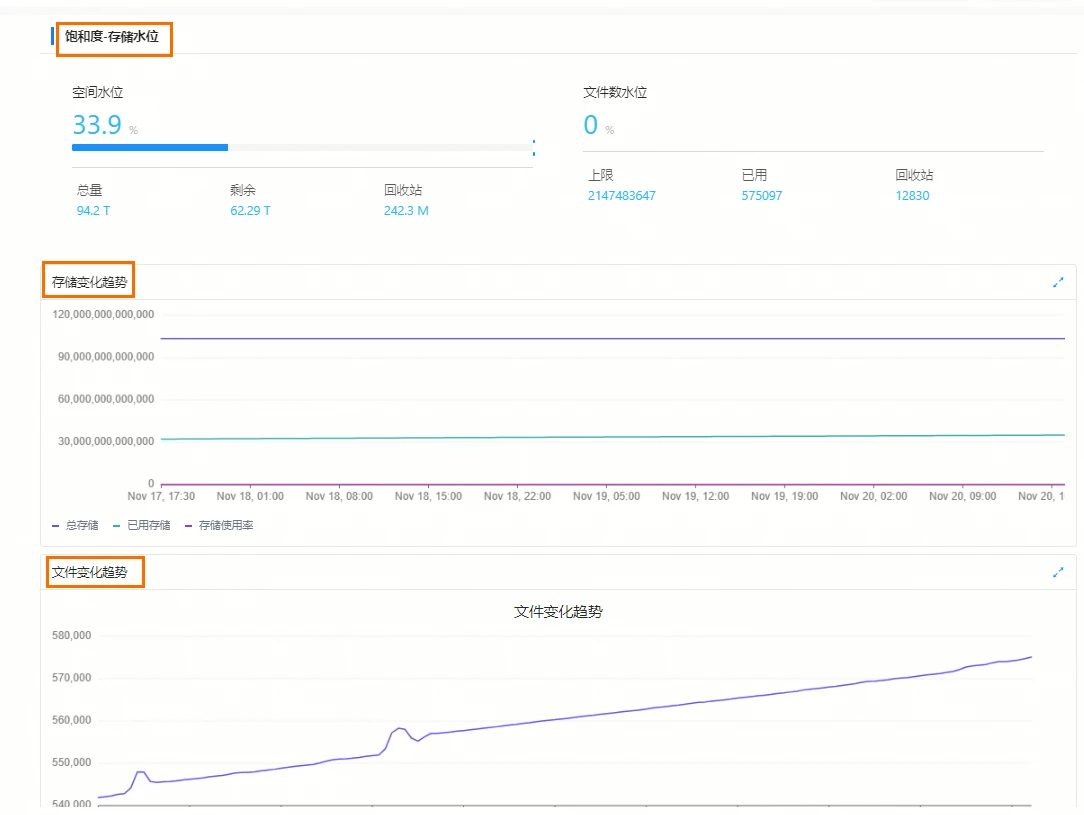 饱和度-存储水位
空间水位
33.9 %
总量 剩余 回收站
94.2 T 62.29 T 242.3 M
文件数水位
0 %
上限 已用 回收站
2147483647 575097 12830
存储变化趋势
120,000,000,000,000
90,000,000,000,000
60,000,000,000,000
30,000,000,000,000
0
Nov 17, 17:30 Nov 18, 01:00 Nov 18, 08:00 Nov 18, 15:00 Nov 18, 22:00 Nov 19, 05:00 Nov 19, 12:00 Nov 19, 19:00 Nov 20, 02:00 Nov 20, 09:00 Nov 20, 1
总存储 已用存储 存储使用率
文件变化趋势
文件变化趋势
580,000
570,000
560,000
550,000
540,000